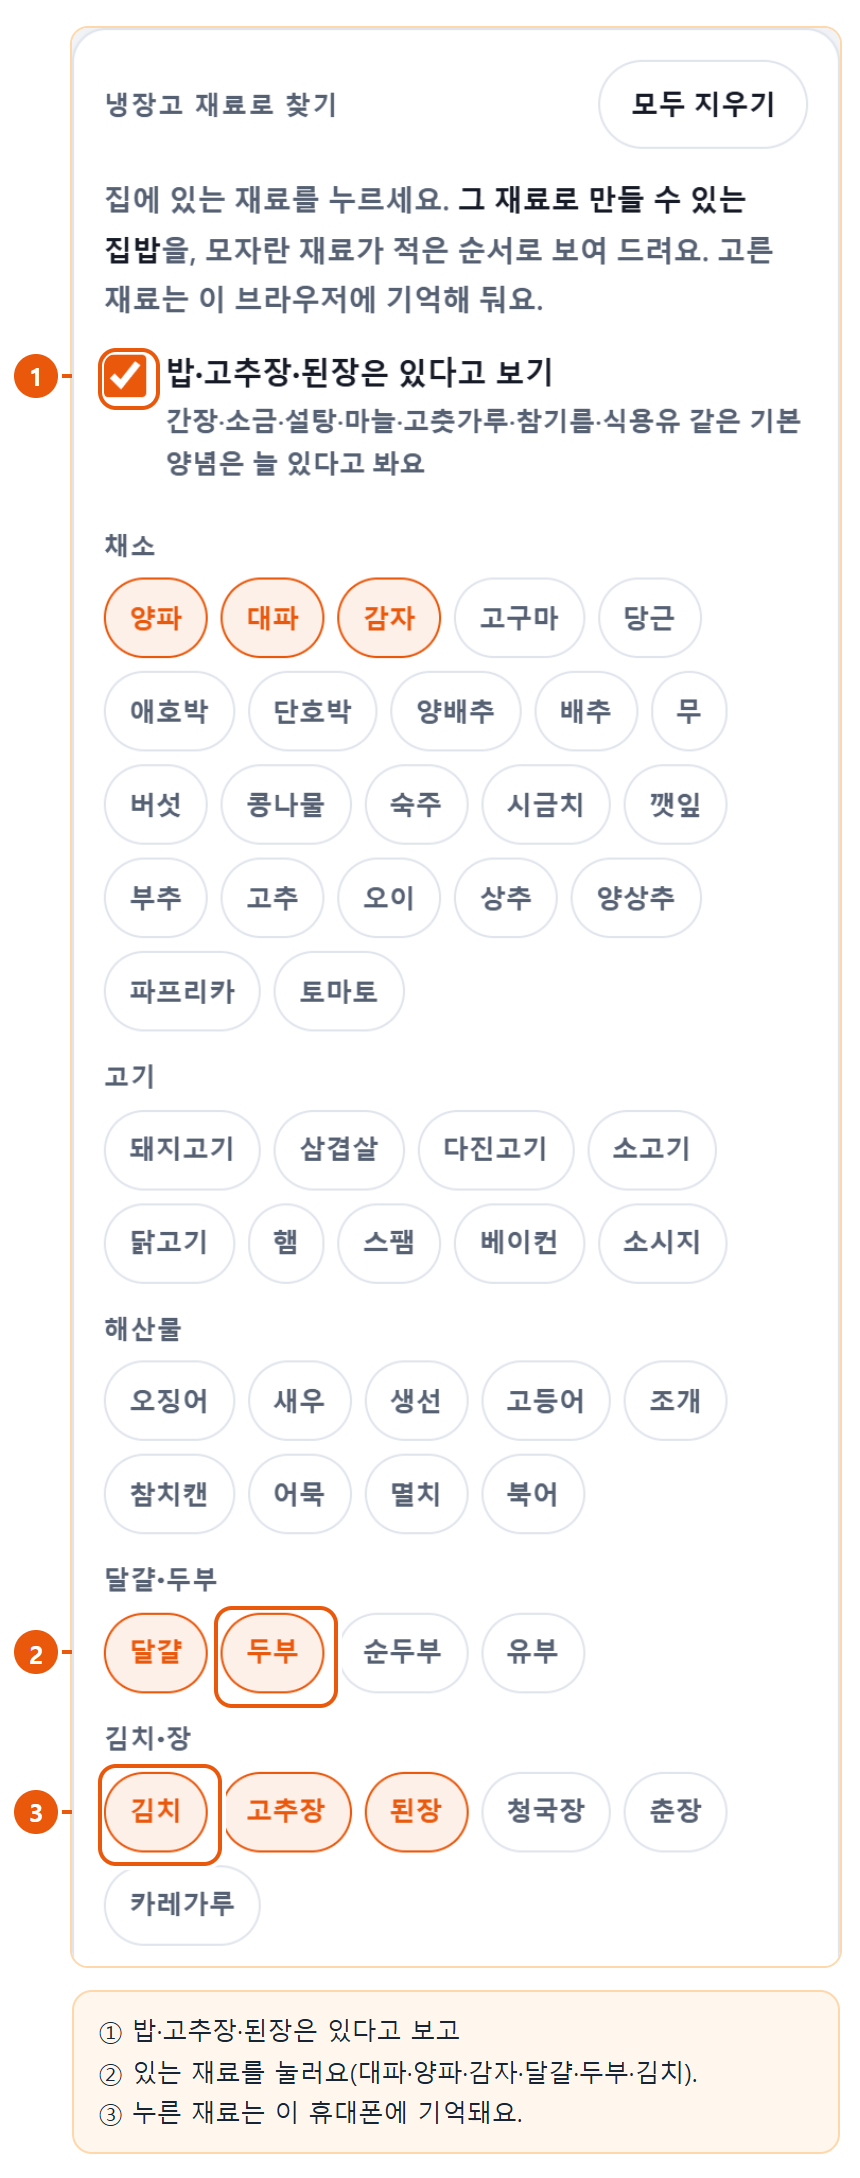 냉장고 재료로 찾기
모두 지우기
집에 있는 재료를 누르세요. 그 재료로 만들 수 있는
집밥을, 모자란 재료가 적은 순서로 보여 드려요. 고른
재료는 이 브라우저에 기억해 둬요.
1
밥·고추장·된장은 있다고 보기
간장·소금·설탕·마늘·고춧가루·참기름·식용유 같은 기본
양념은 늘 있다고 봐요
채소
양파 대파 감자 고구마 당근
애호박 단호박 양배추 배추 무
버섯 콩나물 숙주 시금치 깻잎
부추 고추 오이 상추 양상추
파프리카 토마토
고기
돼지고기 삼겹살 다진고기 소고기
닭고기 햄 스팸 베이컨 소시지
해산물
오징어 새우 생선 고등어 조개
참치캔 어묵 멸치 북어
달걀·두부
2
달걀 두부 순두부 유부
김치·장
3
김치 고추장 된장 청국장 춘장
카레가루
① 밥·고추장·된장은 있다고 보고
② 있는 재료를 눌러요(대파·양파·감자·달걀·두부·김치).
③ 누른 재료는 이 휴대폰에 기억돼요.